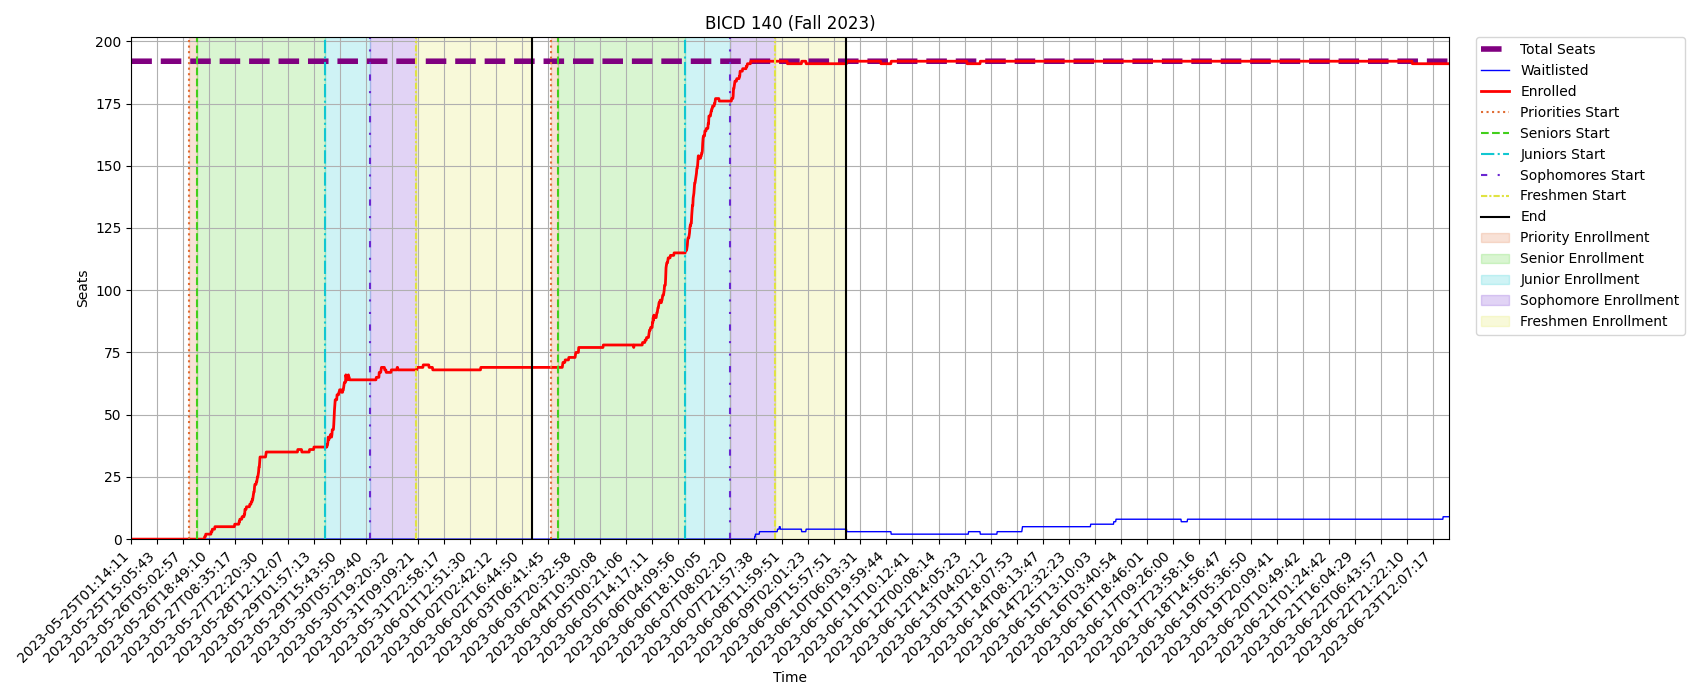 BICD 140 (Fall 2023)
200
175
150
125
100
75
50
25
0
Seats
2023-05-25T01:14:11
2023-05-25T15:05:43
2023-05-26T05:02:57
2023-05-26T18:49:10
2023-05-27T08:35:17
2023-05-27T22:20:30
2023-05-28T12:12:07
2023-05-29T01:57:13
2023-05-29T15:43:50
2023-05-30T05:29:40
2023-05-30T19:20:32
2023-05-31T09:09:21
2023-05-31T22:58:17
2023-06-01T12:51:30
2023-06-02T02:42:12
2023-06-02T16:44:50
2023-06-03T06:41:45
2023-06-03T20:32:58
2023-06-04T10:30:08
2023-06-05T00:21:06
2023-06-05T14:17:11
2023-06-06T04:09:56
2023-06-06T18:10:05
2023-06-07T08:02:20
2023-06-07T21:57:38
2023-06-08T11:59:51
2023-06-09T02:01:23
2023-06-09T15:57:51
2023-06-10T06:03:31
2023-06-10T19:59:44
2023-06-11T10:12:41
2023-06-12T00:08:14
2023-06-12T14:05:23
2023-06-13T04:02:12
2023-06-13T18:07:53
2023-06-14T08:13:47
2023-06-14T22:32:23
2023-06-15T13:10:03
2023-06-16T03:40:54
2023-06-16T18:46:01
2023-06-17T09:26:00
2023-06-17T23:58:16
2023-06-18T14:56:47
2023-06-19T05:36:50
2023-06-19T20:09:41
2023-06-20T10:49:42
2023-06-21T01:24:42
2023-06-21T16:04:29
2023-06-22T06:43:57
2023-06-22T21:22:10
2023-06-23T12:07:17
Time
Total Seats
Waitlisted
Enrolled
Priorities Start
Seniors Start
Juniors Start
Sophomores Start
Freshmen Start
End
Priority Enrollment
Senior Enrollment
Junior Enrollment
Sophomore Enrollment
Freshmen Enrollment